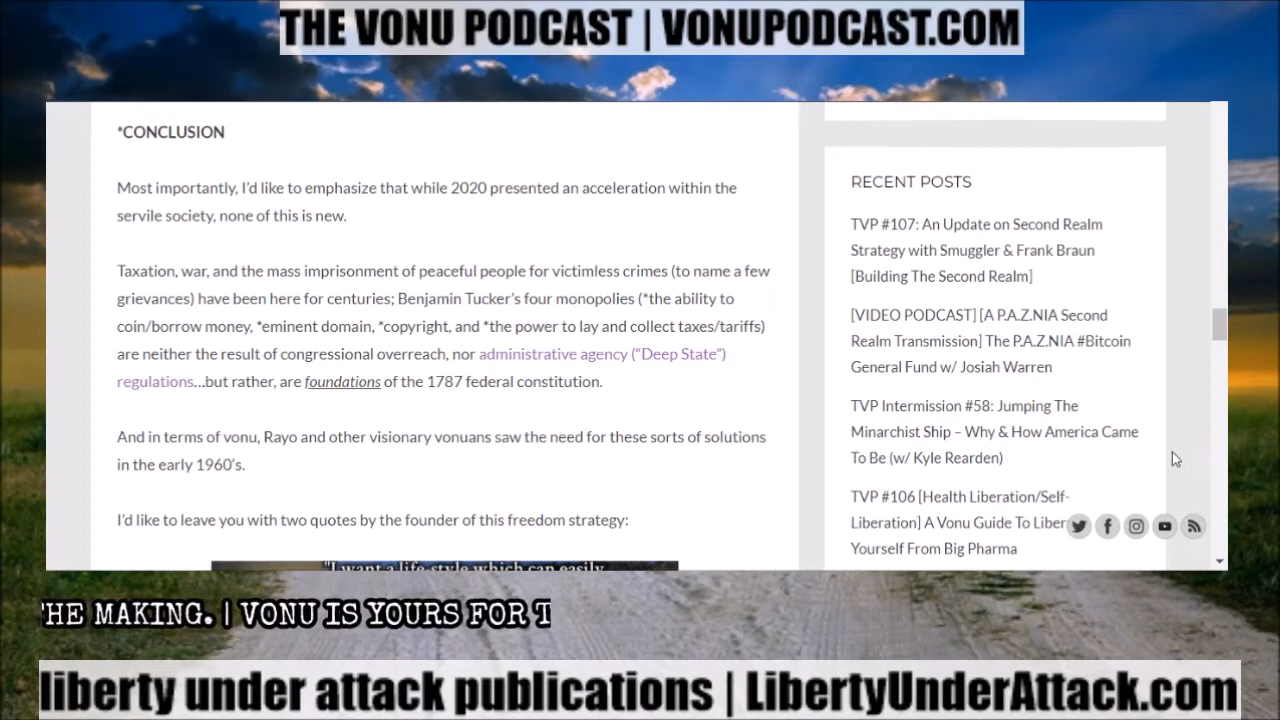 THE VONU PODCAST | VONUPODCAST.COM
*CONCLUSION
Most importantly, I'd like to emphasize that while 2020 presented an acceleration within the
servile society, none of this is new.
Taxation, war, and the mass imprisonment of peaceful people for victimless crimes (to name a few
grievances) have been here for centuries; Benjamin Tucker's four monopolies (*the ability to
coin/borrow money, *eminent domain, *copyright, and *the power to lay and collect taxes/tariffs)
are neither the result of congressional overreach, nor administrative agency ("Deep State")
regulations...but rather, are foundations of the 1787 federal constitution.
And in terms of vonu, Rayo and other visionary vonuans saw the need for these sorts of solutions
in the early 1960's.
I'd like to leave you with two quotes by the founder of this freedom strategy:
"I want a life-style which can easily
RECENT POSTS
TVP #107: An Update on Second Realm
Strategy with Smuggler & Frank Braun
[Building The Second Realm]
[VIDEO PODCAST] [A P.A.Z.NIA Second
Realm Transmission] The P.A.Z.NIA #Bitcoin
General Fund w/ Josiah Warren
TVP Intermission #58: Jumping The
Minarchist Ship – Why & How America Came
To Be (w/ Kyle Rearden)
TVP #106 [Health Liberation/Self-
Liberation] A Vonu Guide To Liber
Yourself From Big Pharma
THE MAKING. | VONU IS YOURS FOR T
liberty under attack publications | LibertyUnderAttack.com